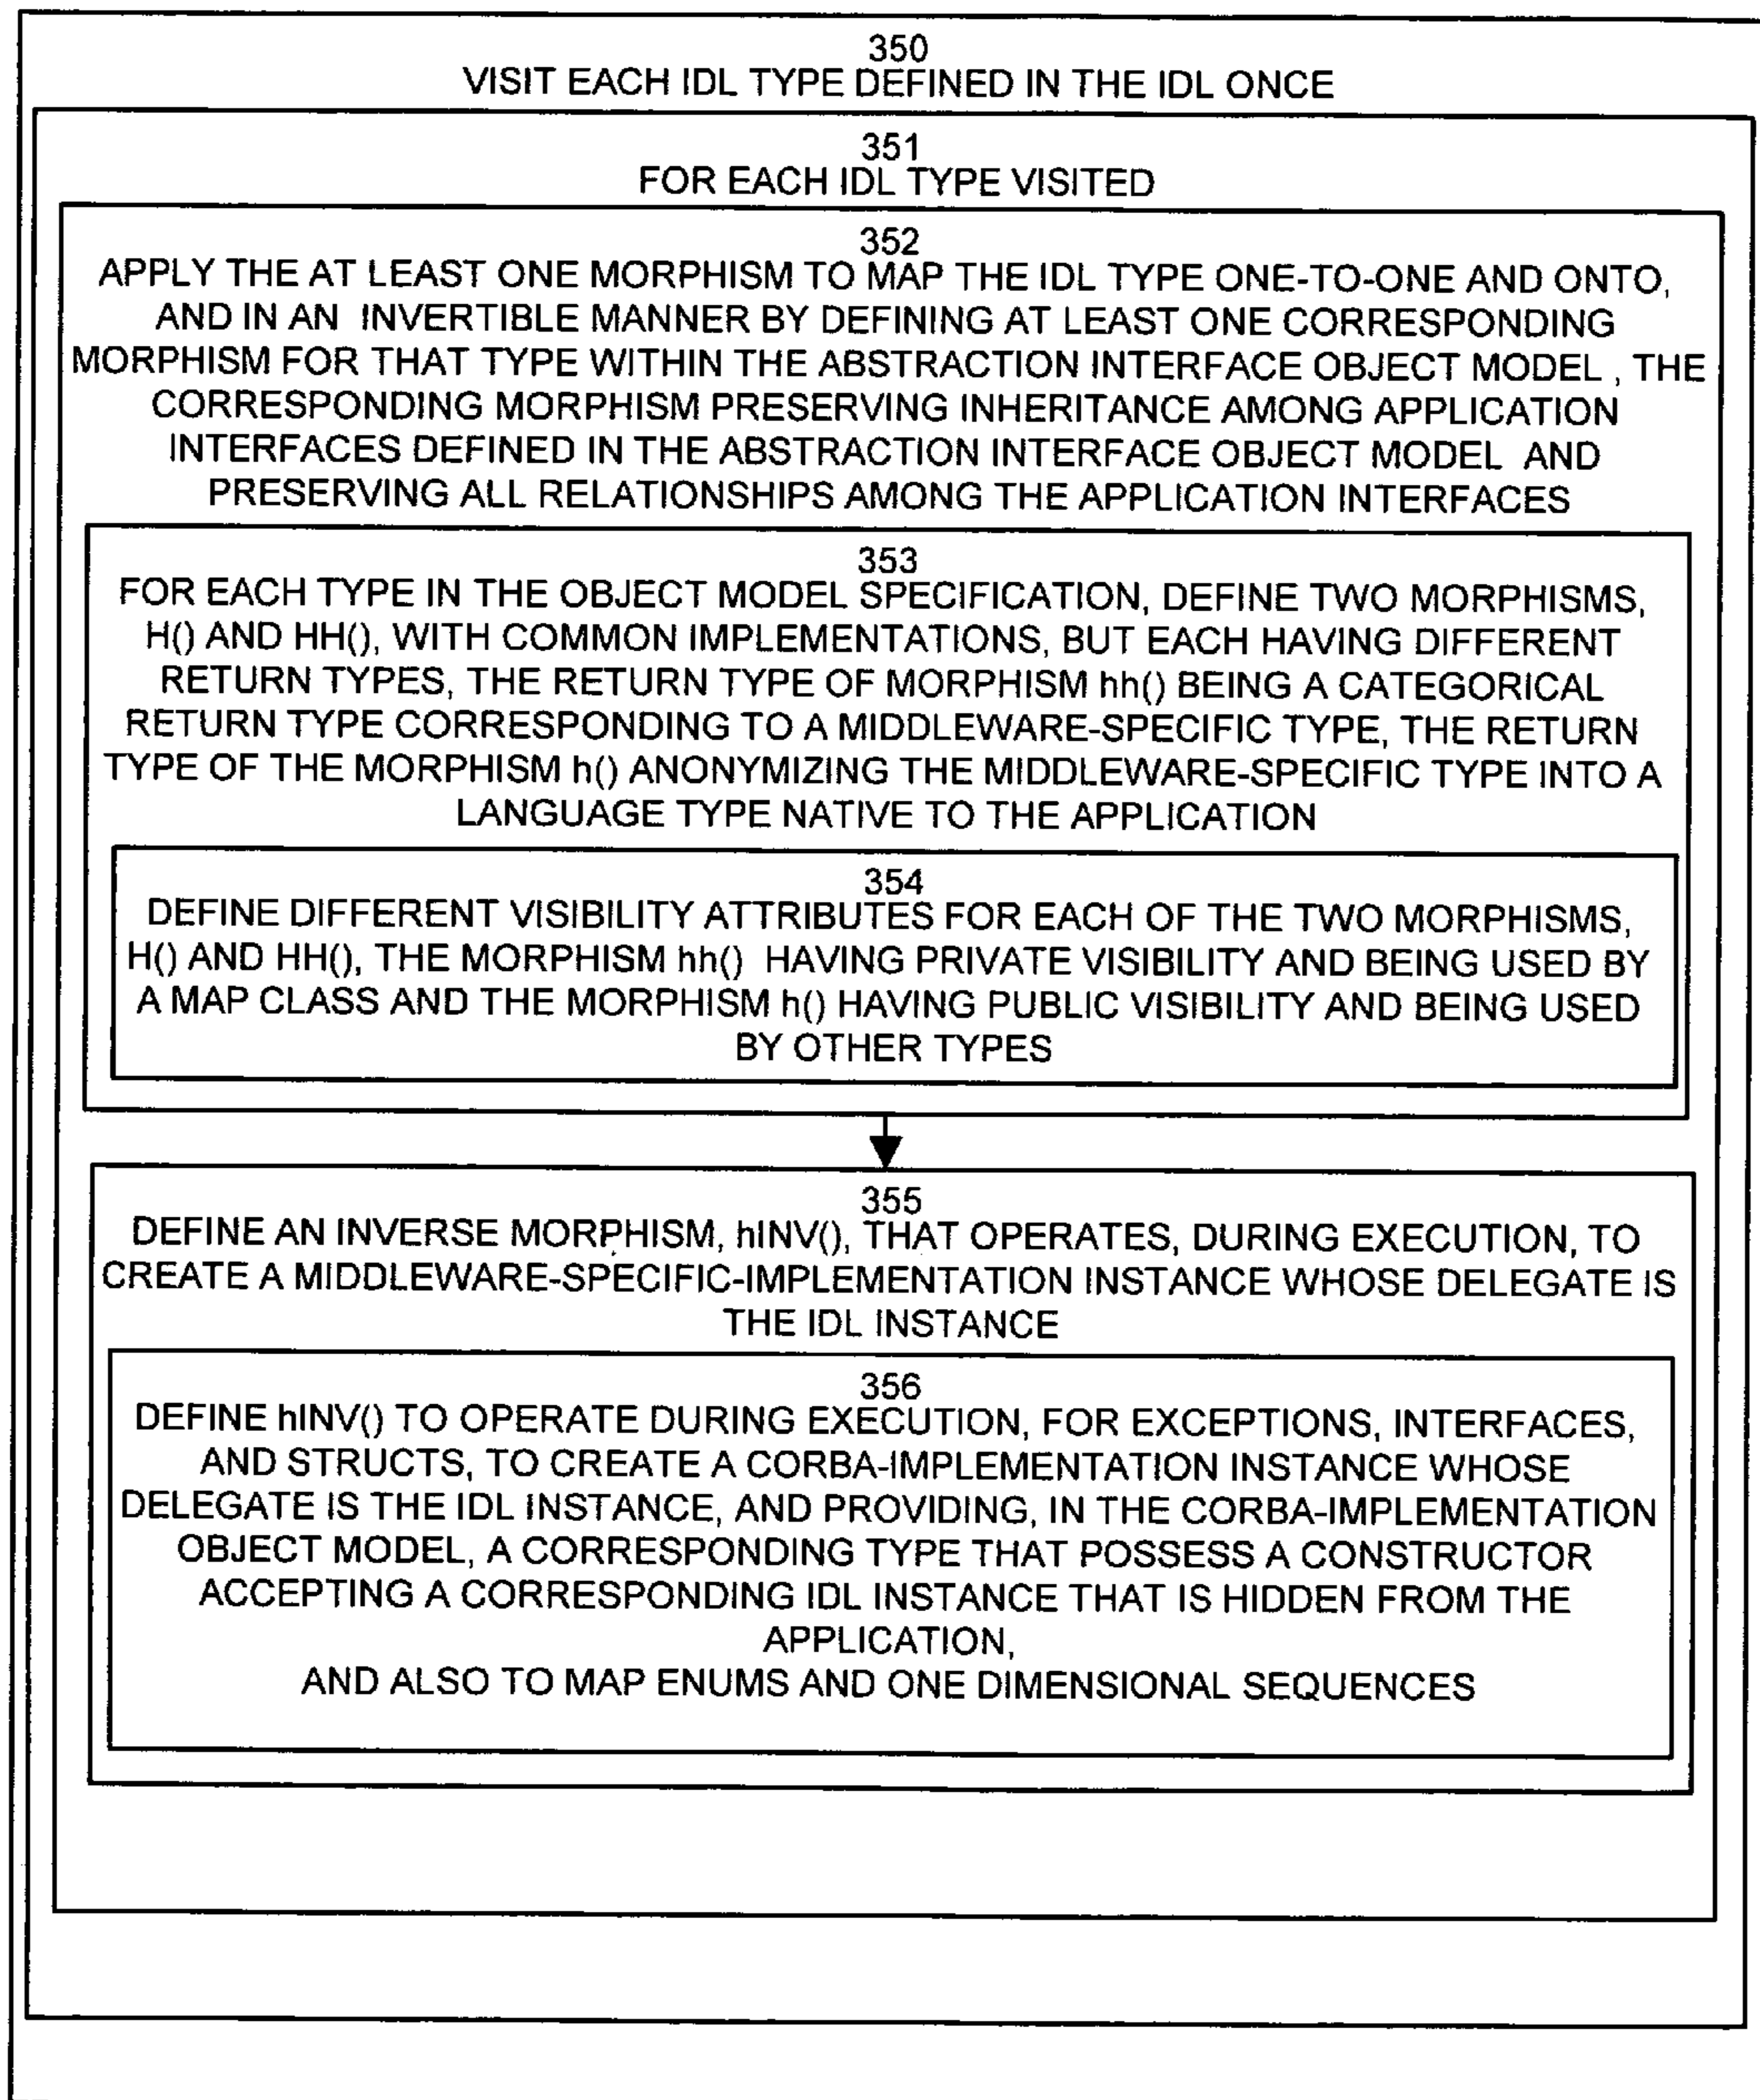 350
VISIT EACH IDL TYPE DEFINED IN THE IDL ONCE
351
FOR EACH IDL TYPE VISITED
352
APPLY THE AT LEAST ONE MORPHISM TO MAP THE IDL TYPE ONE-TO-ONE AND ONTO,
AND IN AN INVERTIBLE MANNER BY DEFINING AT LEAST ONE CORRESPONDING
MORPHISM FOR THAT TYPE WITHIN THE ABSTRACTION INTERFACE OBJECT MODEL , THE
CORRESPONDING MORPHISM PRESERVING INHERITANCE AMONG APPLICATION
INTERFACES DEFINED IN THE ABSTRACTION INTERFACE OBJECT MODEL AND
PRESERVING ALL RELATIONSHIPS AMONG THE APPLICATION INTERFACES
353
FOR EACH TYPE IN THE OBJECT MODEL SPECIFICATION, DEFINE TWO MORPHISMS,
H() AND HH(), WITH COMMON IMPLEMENTATIONS, BUT EACH HAVING DIFFERENT
RETURN TYPES, THE RETURN TYPE OF MORPHISM hh() BEING A CATEGORICAL
RETURN TYPE CORRESPONDING TO A MIDDLEWARE-SPECIFIC TYPE, THE RETURN
TYPE OF THE MORPHISM h() ANONYMIZING THE MIDDLEWARE-SPECIFIC TYPE INTO A
LANGUAGE TYPE NATIVE TO THE APPLICATION
354
DEFINE DIFFERENT VISIBILITY ATTRIBUTES FOR EACH OF THE TWO MORPHISMS,
H() AND HH(), THE MORPHISM hh() HAVING PRIVATE VISIBILITY AND BEING USED BY
A MAP CLASS AND THE MORPHISM h() HAVING PUBLIC VISIBILITY AND BEING USED
BY OTHER TYPES
355
DEFINE AN INVERSE MORPHISM, hINV(), THAT OPERATES, DURING EXECUTION, TO
CREATE A MIDDLEWARE-SPECIFIC-IMPLEMENTATION INSTANCE WHOSE DELEGATE IS
THE IDL INSTANCE
356
DEFINE hINV() TO OPERATE DURING EXECUTION, FOR EXCEPTIONS, INTERFACES,
AND STRUCTS, TO CREATE A CORBA-IMPLEMENTATION INSTANCE WHOSE
DELEGATE IS THE IDL INSTANCE, AND PROVIDING, IN THE CORBA-IMPLEMENTATION
OBJECT MODEL, A CORRESPONDING TYPE THAT POSSESS A CONSTRUCTOR
ACCEPTING A CORRESPONDING IDL INSTANCE THAT IS HIDDEN FROM THE
APPLICATION,
AND ALSO TO MAP ENUMS AND ONE DIMENSIONAL SEQUENCES